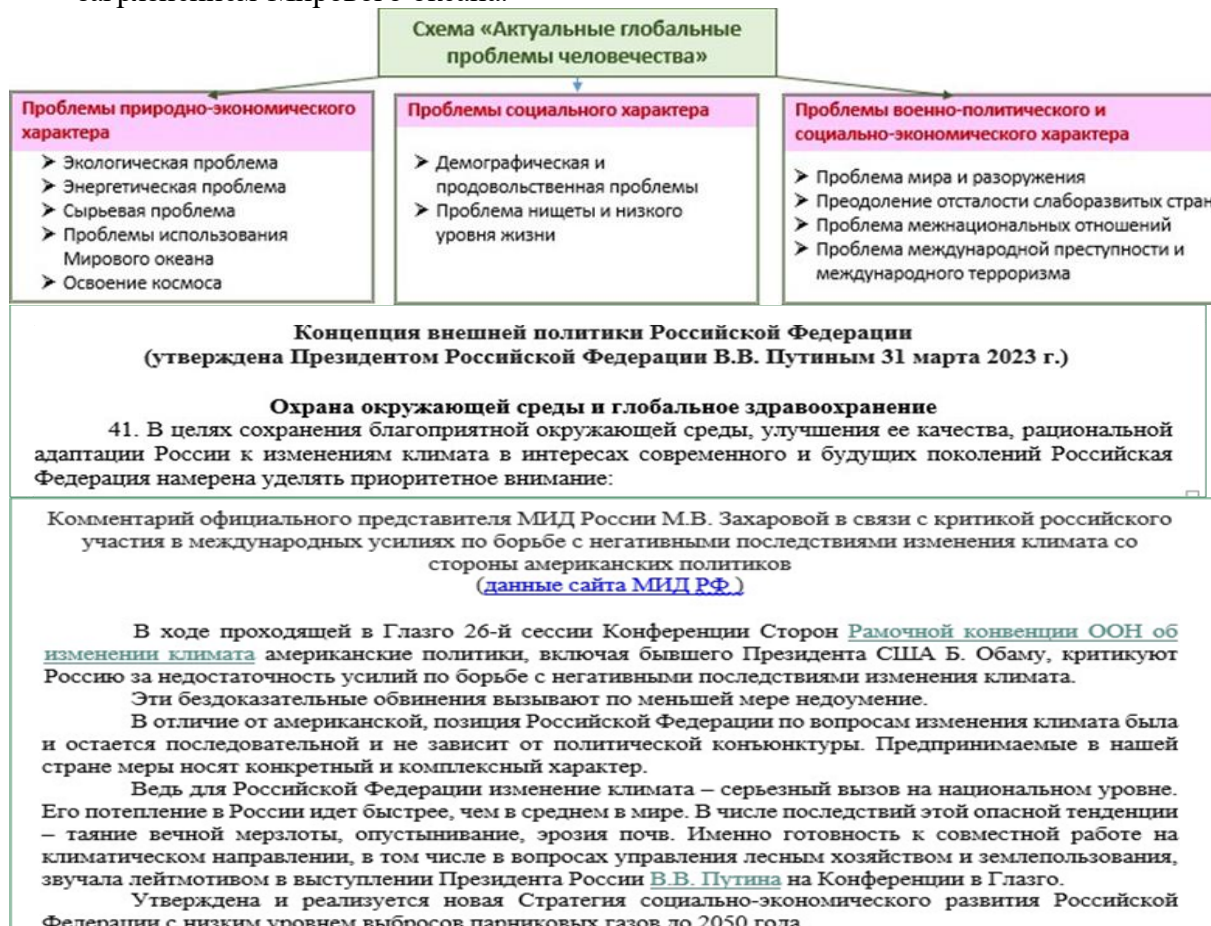 загрязнением Мирового океана.
Схема «Актуальные глобальные
проблемы человечества»
Проблемы природно-экономического
характера
➤ Экологическая проблема
➤ Энергетическая проблема
➤ Сырьевая проблема
➤ Проблемы использования
Мирового океана
➤ Освоение космоса
Проблемы социального характера
➤ Демографическая и
продовольственная проблемы
➤ Проблема нищеты и низкого
уровня жизни
Проблемы военно-политического и
социально-экономического характера
➤ Проблема мира и разоружения
➤ Преодоление отсталости слаборазвитых стран
➤ Проблема межнациональных отношений
➤ Проблема международной преступности и
международного терроризма
Концепция внешней политики Российской Федерации
(утверждена Президентом Российской Федерации В.В. Путиным 31 марта 2023 г.)
Охрана окружающей среды и глобальное здравоохранение
41. В целях сохранения благоприятной окружающей среды, улучшения ее качества, рациональной
адаптации России к изменениям климата в интересах современного и будущих поколений Российская
Федерация намерена уделять приоритетное внимание:
Комментарий официального представителя МИД России М.В. Захаровой в связи с критикой российского
участия в международных усилиях по борьбе с негативными последствиями изменения климата со
стороны американских политиков
(данные сайта МИД РФ )
В ходе проходящей в Глазго 26-й сессии Конференции Сторон Рамочной конвенции ООН об
изменении климата американские политики, включая бывшего Президента США Б. Обаму, критикуют
Россию за недостаточность усилий по борьбе с негативными последствиями изменения климата.
Эти бездоказательные обвинения вызывают по меньшей мере недоумение.
В отличие от американской, позиция Российской Федерации по вопросам изменения климата была
и остается последовательной и не зависит от политической конъюнктуры. Предпринимаемые в нашей
стране меры носят конкретный и комплексный характер.
Ведь для Российской Федерации изменение климата – серьезный вызов на национальном уровне.
Его потепление в России идет быстрее, чем в среднем в мире. В числе последствий этой опасной тенденции
– таяние вечной мерзлоты, опустынивание, эрозия почв. Именно готовность к совместной работе на
климатическом направлении, в том числе в вопросах управления лесным хозяйством и землепользования,
звучала лейтмотивом в выступлении Президента России В.В. Путина на Конференции в Глазго.
Утверждена и реализуется новая Стратегия социально-экономического развития Российской
Федерации с низким уровнем выбросов парниковых газов до 2050 года.